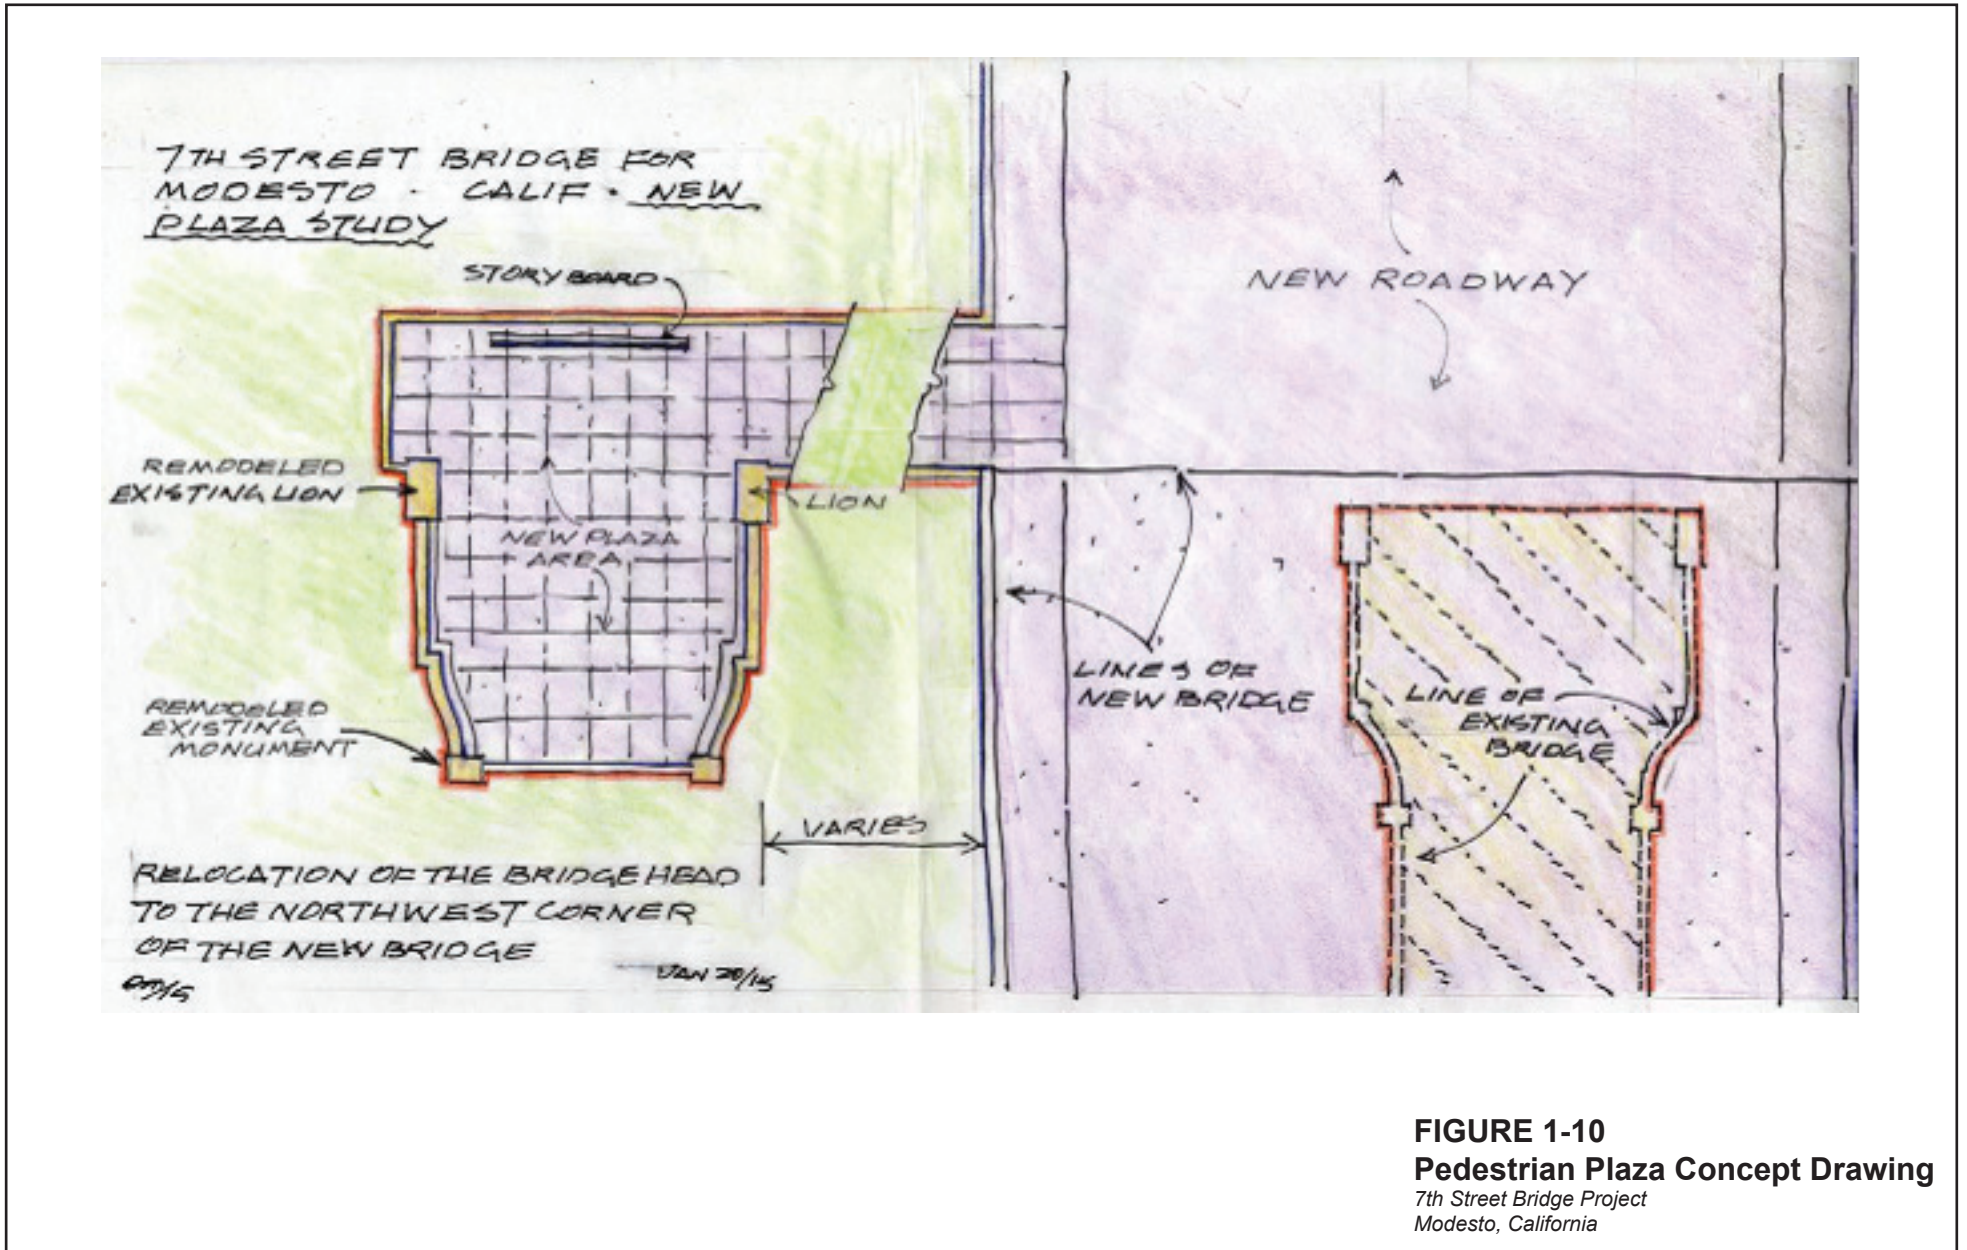 7TH STREET BRIDGE FOR
MODESTO - CALIF • NEW
PLAZA STUDY
STORY BOARD
NEW ROADWAY
REMODELED
EXISTING LION
LION
NEW PLAZA
AREA
LINES OF
NEW BRIDGE
LINE OF
EXISTING
BRIDGE
REMODELED
EXISTING
MONUMENT
VARIES
RELOCATION OF THE BRIDGE HEAD
TO THE NORTHWEST CORNER
OF THE NEW BRIDGE
JAN 20/15
FIGURE 1-10
Pedestrian Plaza Concept Drawing
7th Street Bridge Project
Modesto, California